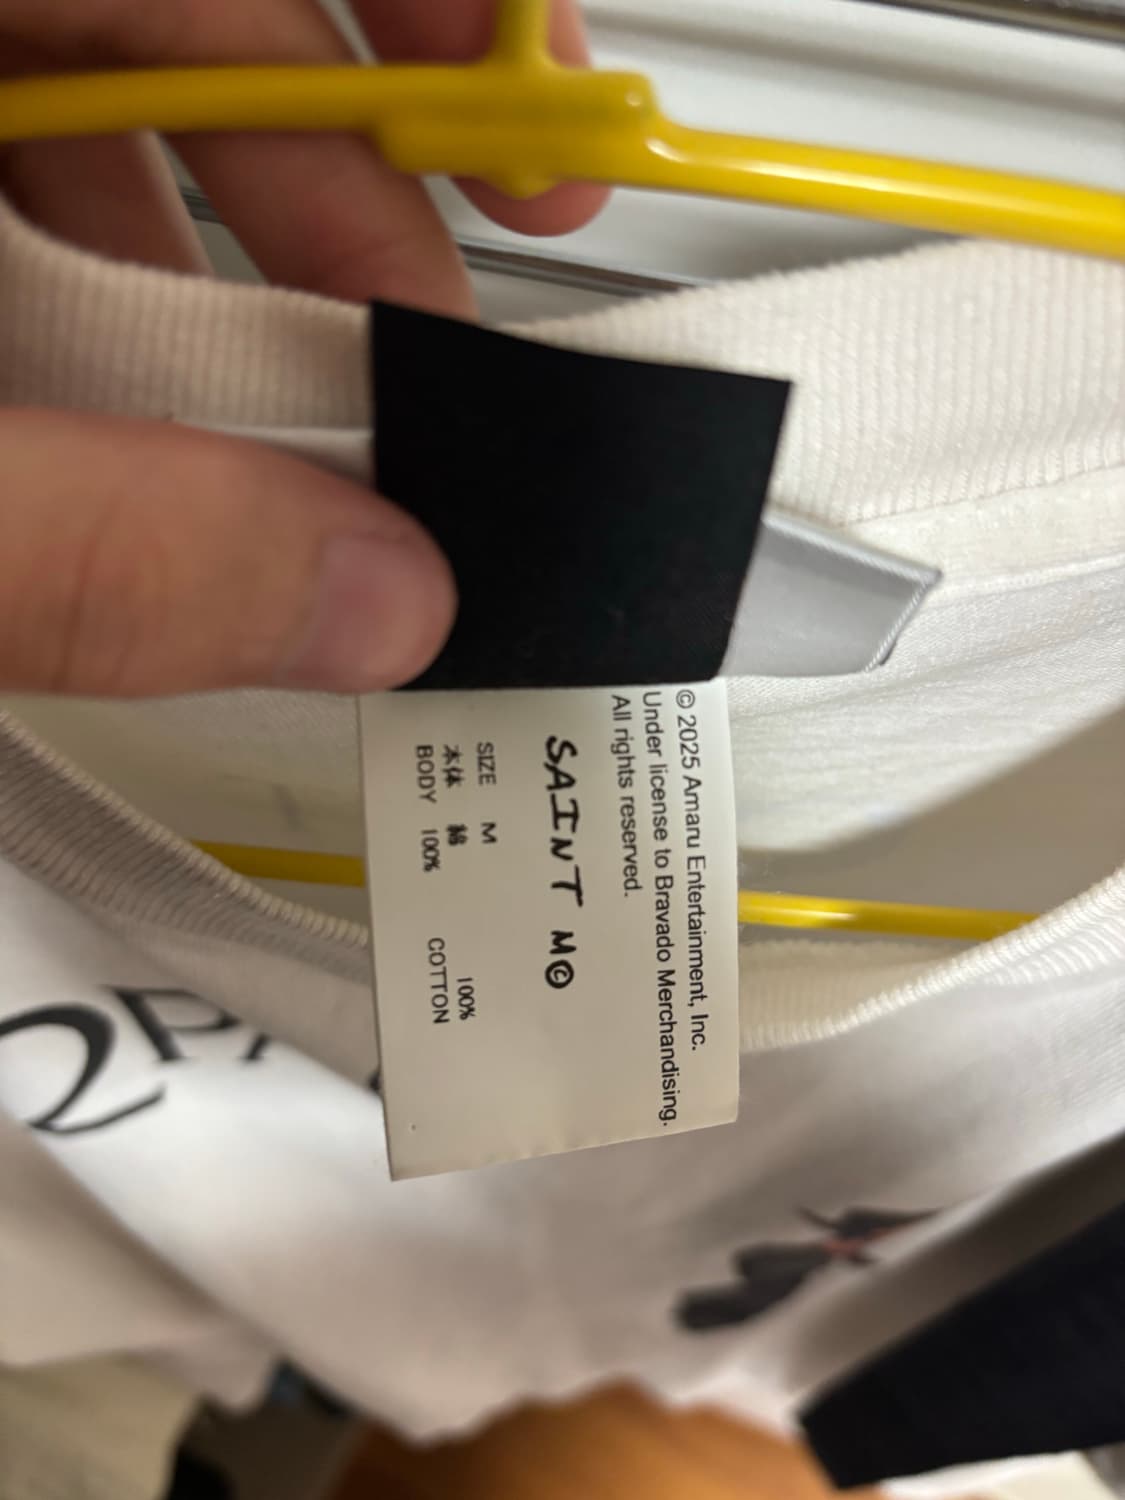 © 2025 Amaru Entertainment, Inc.
Under license to Bravado Merchandising.
All rights reserved.
SAINT M©
SIZE M
本体 綿 100%
BODY 100% COTTON